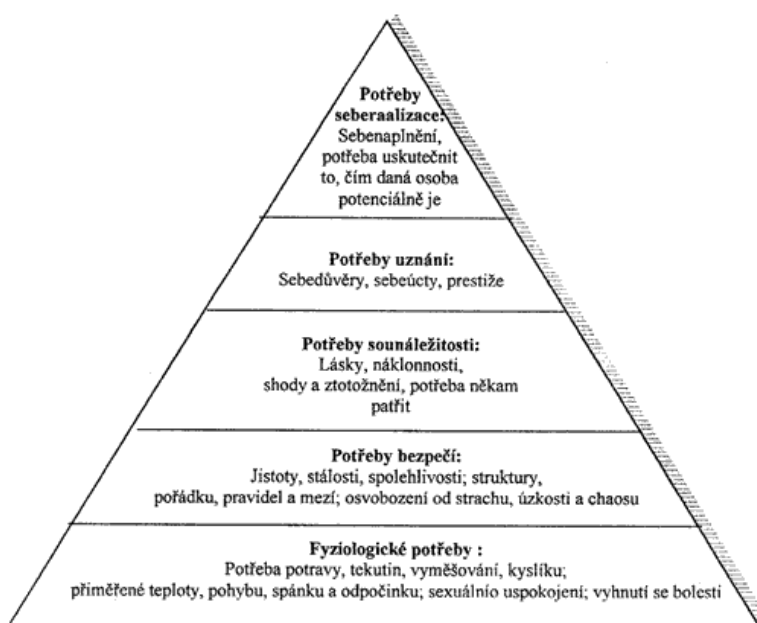 Potřeby
seberaalizace:
Sebenaplnění,
potřeba uskutečnit
to, čím daná osoba
potenciálně je
Potřeby uznání:
Sebedůvěry, sebeúcty, prestiže
Potřeby sounáležitosti:
Lásky, náklonnosti,
shody a ztotožnění, potřeba někam
patřit
Potřeby bezpečí:
Jistoty, stálosti, spolehlivosti; struktury,
pořádku, pravidel a mezí; osvobození od strachu, úzkosti a chaosu
Fyziologické potřeby :
Potřeba potravy, tekutin, vyměšování, kyslíku;
přiměřené teploty, pohybu, spánku a odpočinku; sexuálnío uspokojení; vyhnutí se bolesti